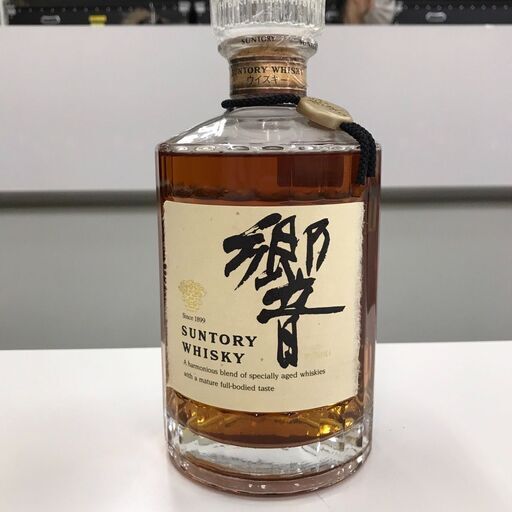 SUNTORY
SUNTORY WHISKY
ウイスキー
響
Since 1899
SUNTORY
WHISKY
A harmonious blend of specially aged whiskies
with a mature full-bodied taste